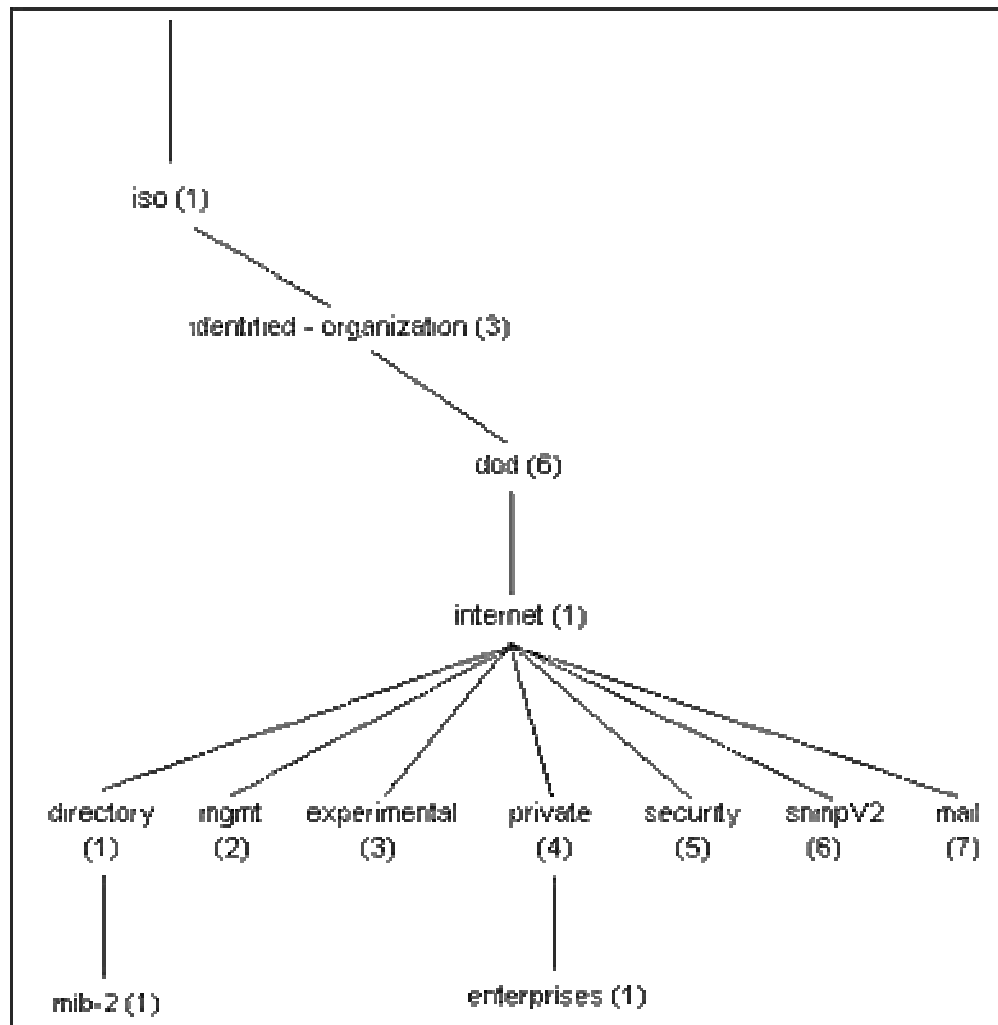 iso (1)
identified - organization (3)
dod (6)
internet (1)
directory mgmt experimental private security snmpV2 mail
(1) (2) (3) (4) (5) (6) (7)
mib-2 (1) enterprises (1)